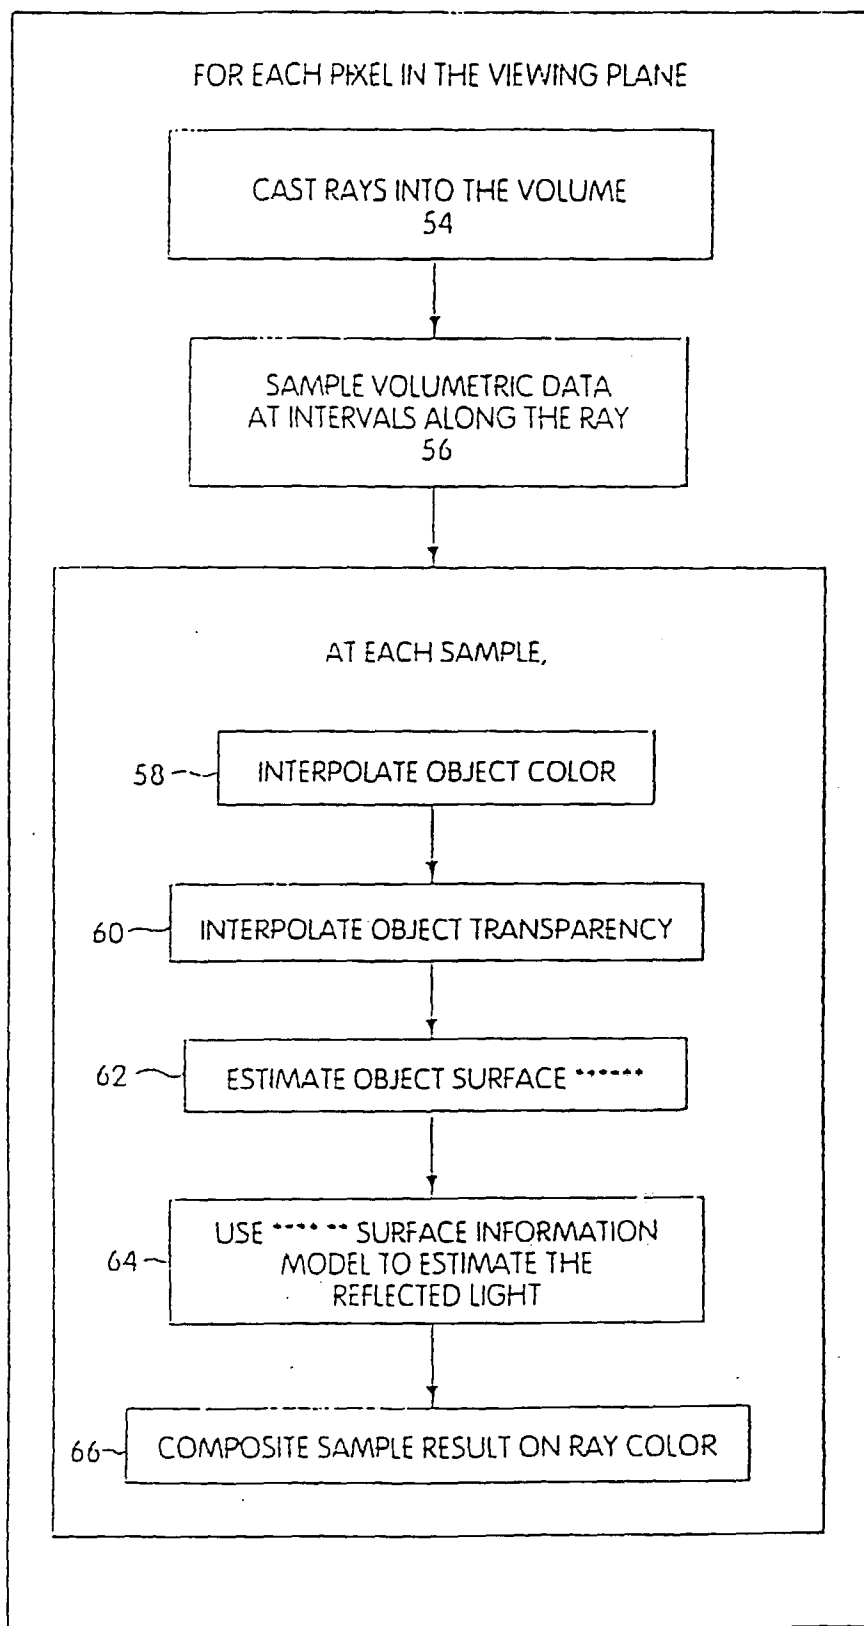 FOR EACH PIXEL IN THE VIEWING PLANE
CAST RAYS INTO THE VOLUME
54
SAMPLE VOLUMETRIC DATA
AT INTERVALS ALONG THE RAY
56
AT EACH SAMPLE,
58 INTERPOLATE OBJECT COLOR
60 INTERPOLATE OBJECT TRANSPARENCY
62 ESTIMATE OBJECT SURFACE ······
USE ···· ·· SURFACE INFORMATION
64 MODEL TO ESTIMATE THE
REFLECTED LIGHT
66 COMPOSITE SAMPLE RESULT ON RAY COLOR